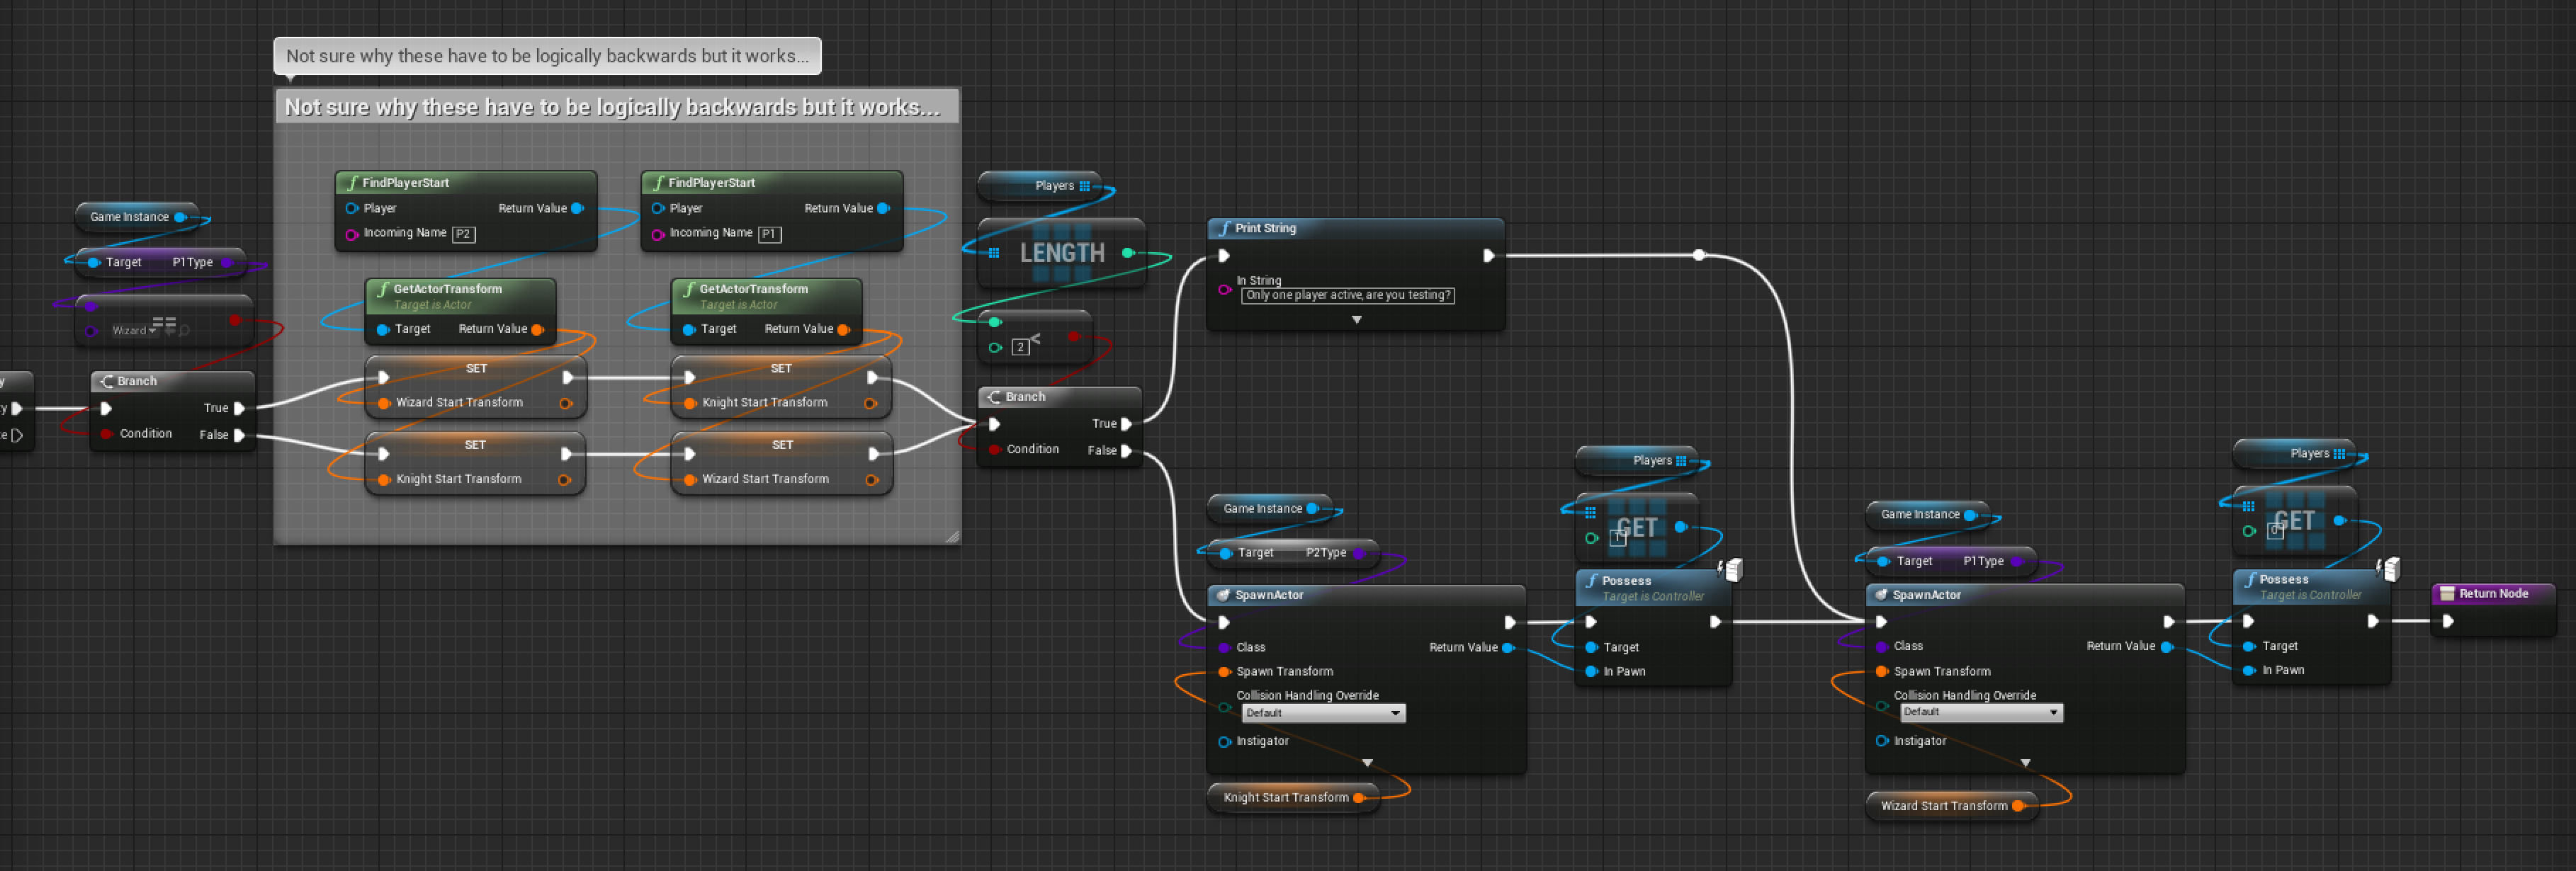 Not sure why these have to be logically backwards but it works...
Not sure why these have to be logically backwards but it works...
y
e
Game Instance
Target P1Type
Wizard ==
Branch
True
Condition False
FindPlayerStart
Player Return Value
Incoming Name P2
GetActorTransform
Target is Actor
Target Return Value
SET
Wizard Start Transform
SET
Knight Start Transform
FindPlayerStart
Player Return Value
Incoming Name P1
GetActorTransform
Target is Actor
Target Return Value
SET
Knight Start Transform
SET
Wizard Start Transform
Players
LENGTH
2 <
Branch
True
Condition False
Print String
In String
Only one player active, are you testing?
Game Instance
Target P2Type
SpawnActor
Class Return Value
Spawn Transform
Collision Handling Override
Default
Instigator
Knight Start Transform
Players
GET
1
Possess
Target is Controller
Target
In Pawn
Game Instance
Target P1Type
SpawnActor
Class Return Value
Spawn Transform
Collision Handling Override
Default
Instigator
Wizard Start Transform
Players
GET
0
Possess
Target is Controller
Target
In Pawn
Return Node